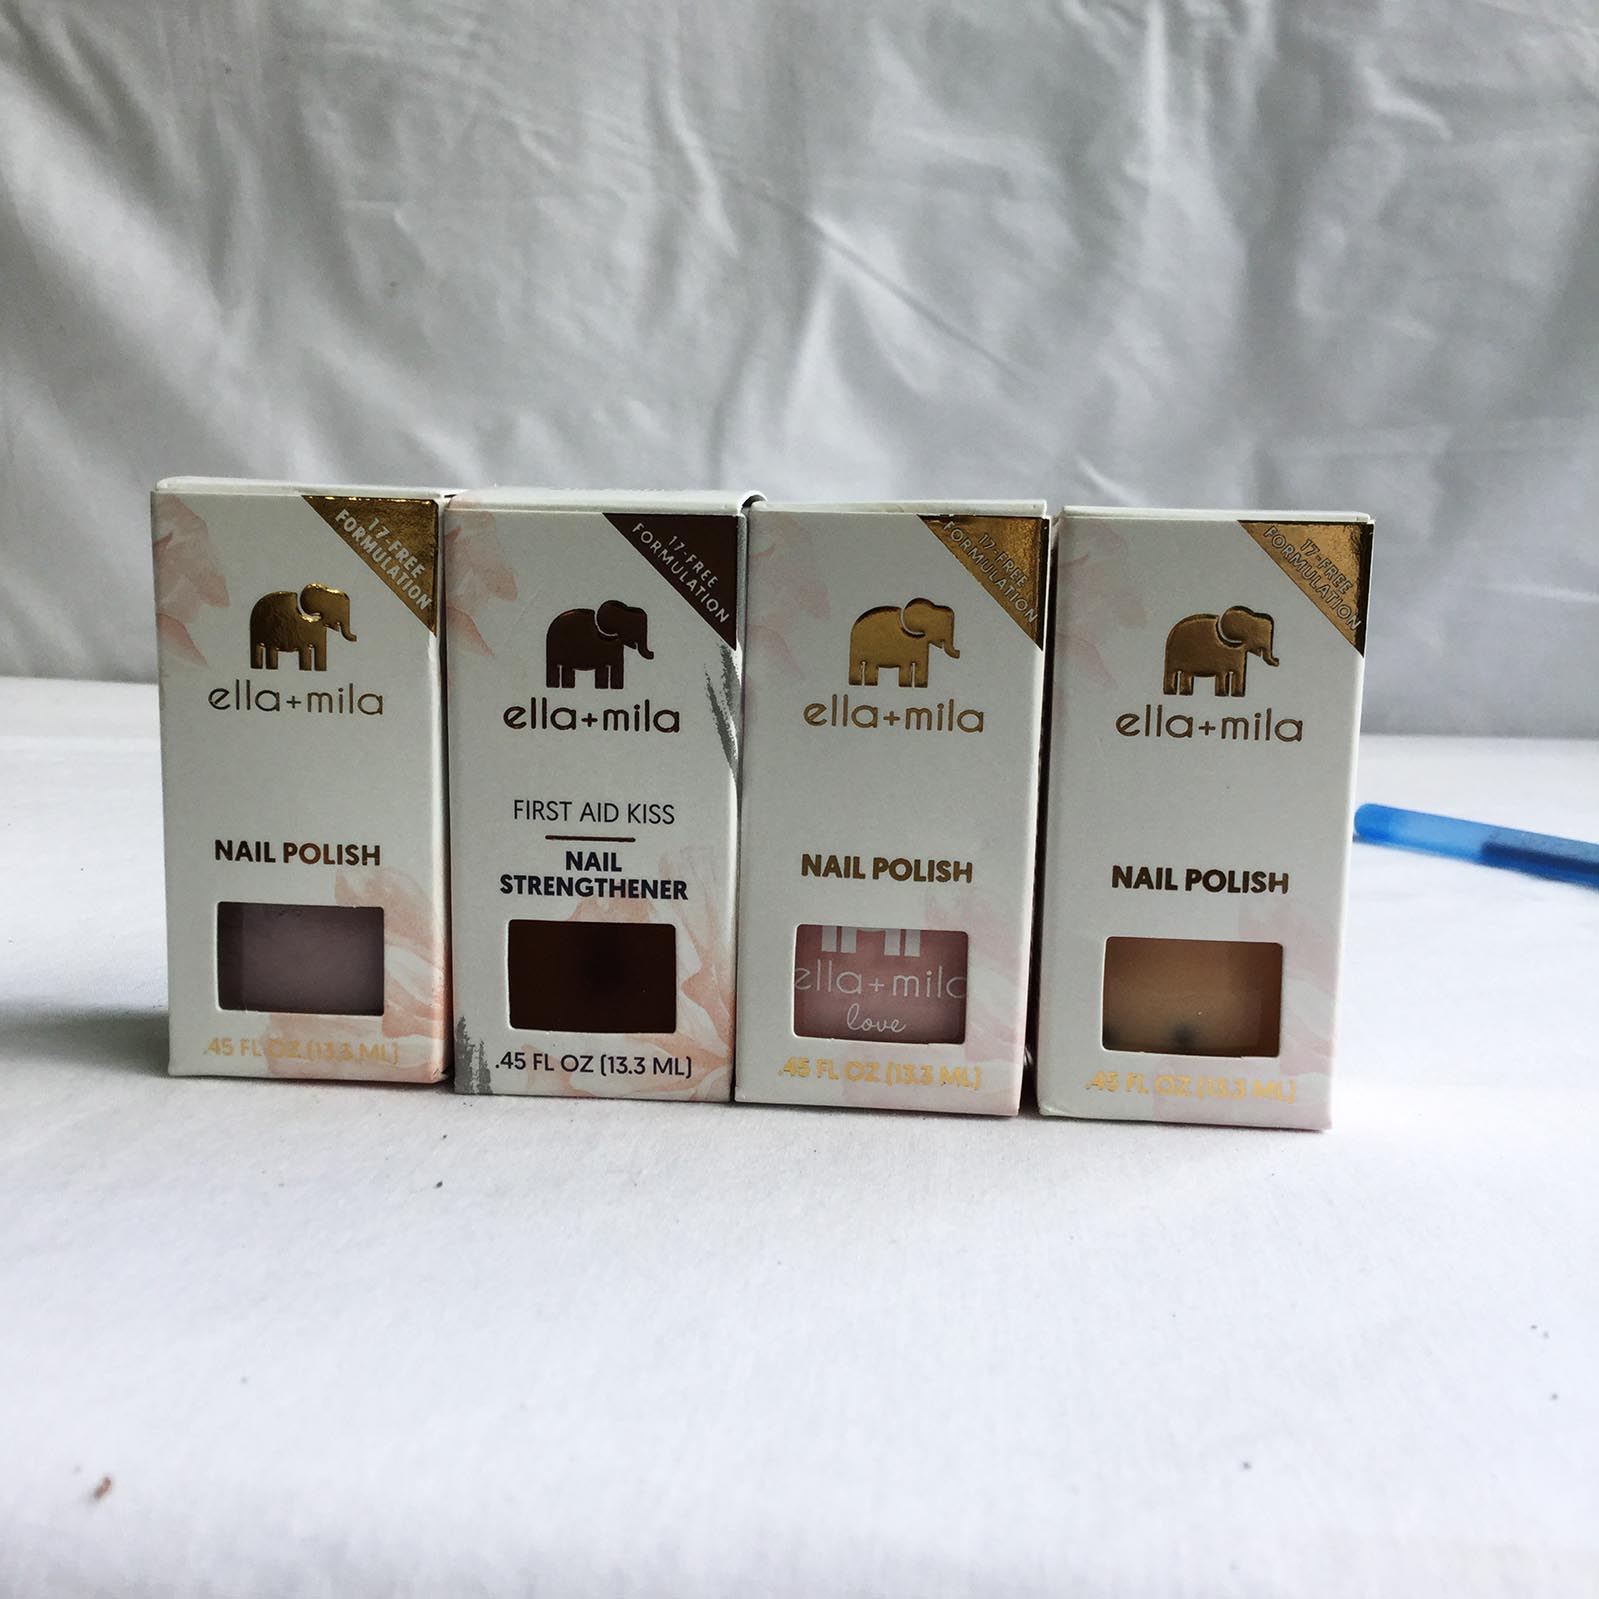 17-FREE
FORMULATION
ella+mila
NAIL POLISH
.45 FL OZ (13.3 ML)
17-FREE
FORMULATION
ella+mila
FIRST AID KISS
NAIL
STRENGTHENER
.45 FL OZ (13.3 ML)
17-FREE
FORMULATION
ella+mila
NAIL POLISH
ella+mila
love
.45 FL OZ (13.3 ML)
17-FREE
FORMULATION
ella+mila
NAIL POLISH
.45 FL OZ (13.3 ML)